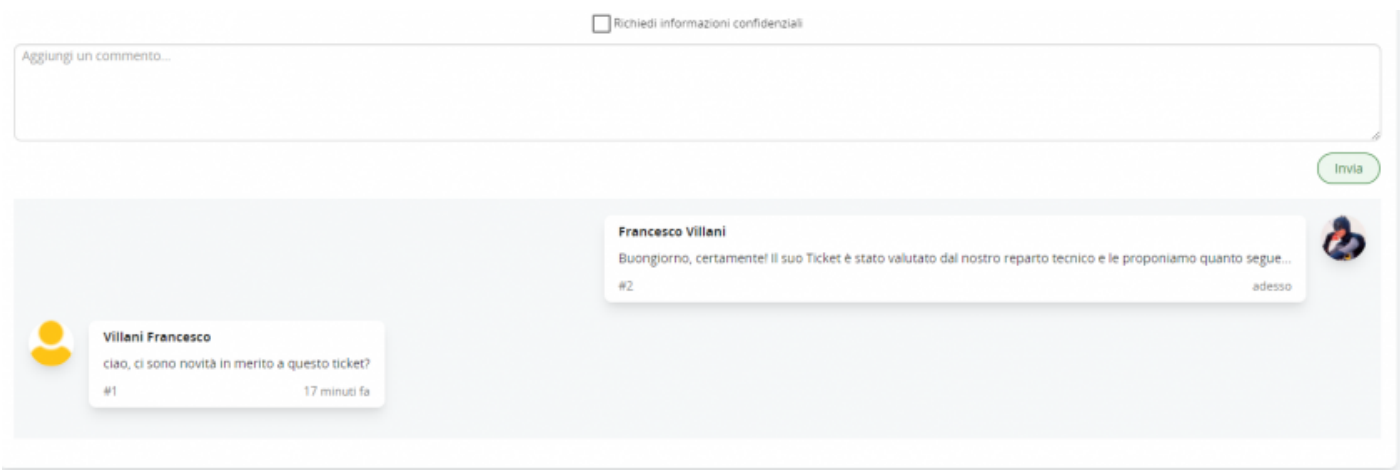 Richiedi informazioni confidenziali
Aggiungi un commento...
Invia
Francesco Villani
Buongiorno, certamente! Il suo Ticket è stato valutato dal nostro reparto tecnico e le proponiamo quanto segue...
#2 adesso
Villani Francesco
ciao, ci sono novità in merito a questo ticket?
#1 17 minuti fa